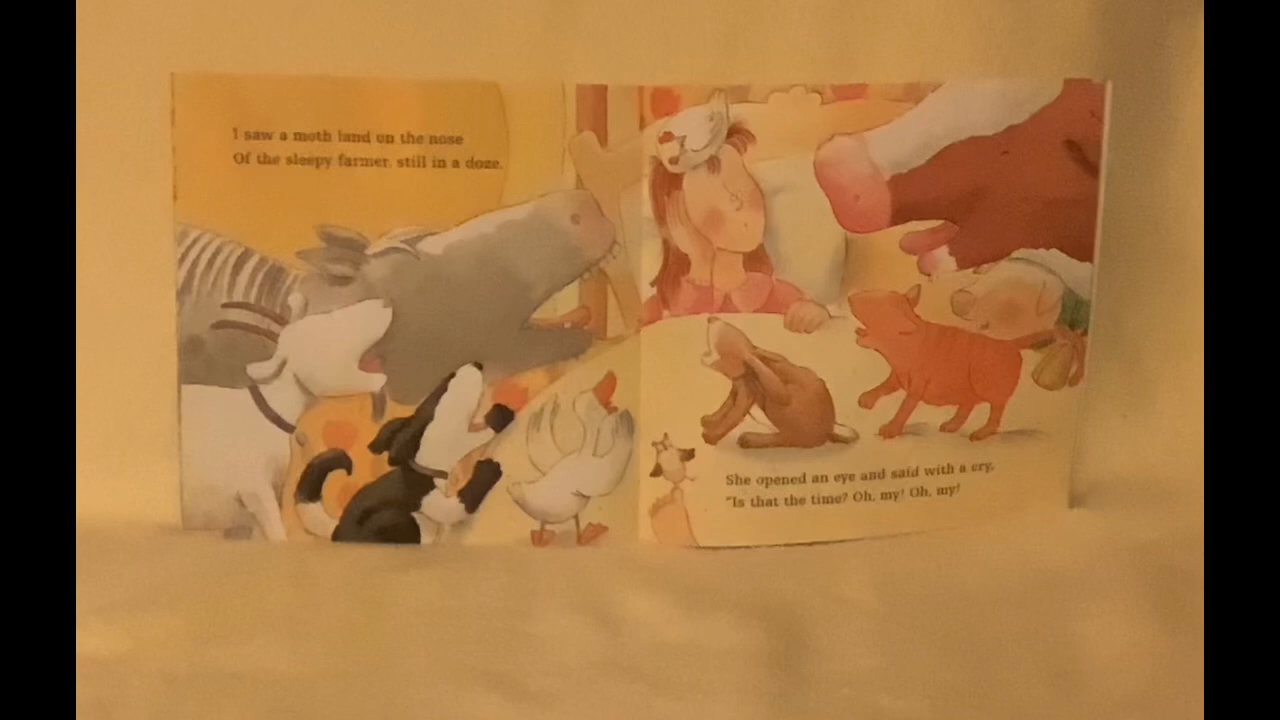 I saw a moth land on the nose
Of the sleepy farmer, still in a doze.
She opened an eye and said with a cry,
"Is that the time? Oh, my! Oh, my!